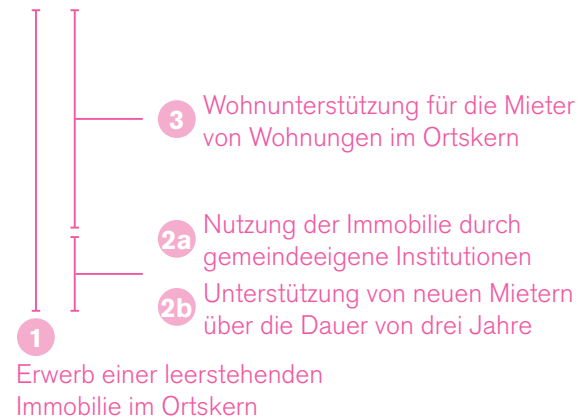 3
Wohnunterstützung für die Mieter
von Wohnungen im Ortskern
2a
Nutzung der Immobilie durch
gemeindeeigene Institutionen
2b
Unterstützung von neuen Mietern
über die Dauer von drei Jahre
1
Erwerb einer leerstehenden
Immobilie im Ortskern